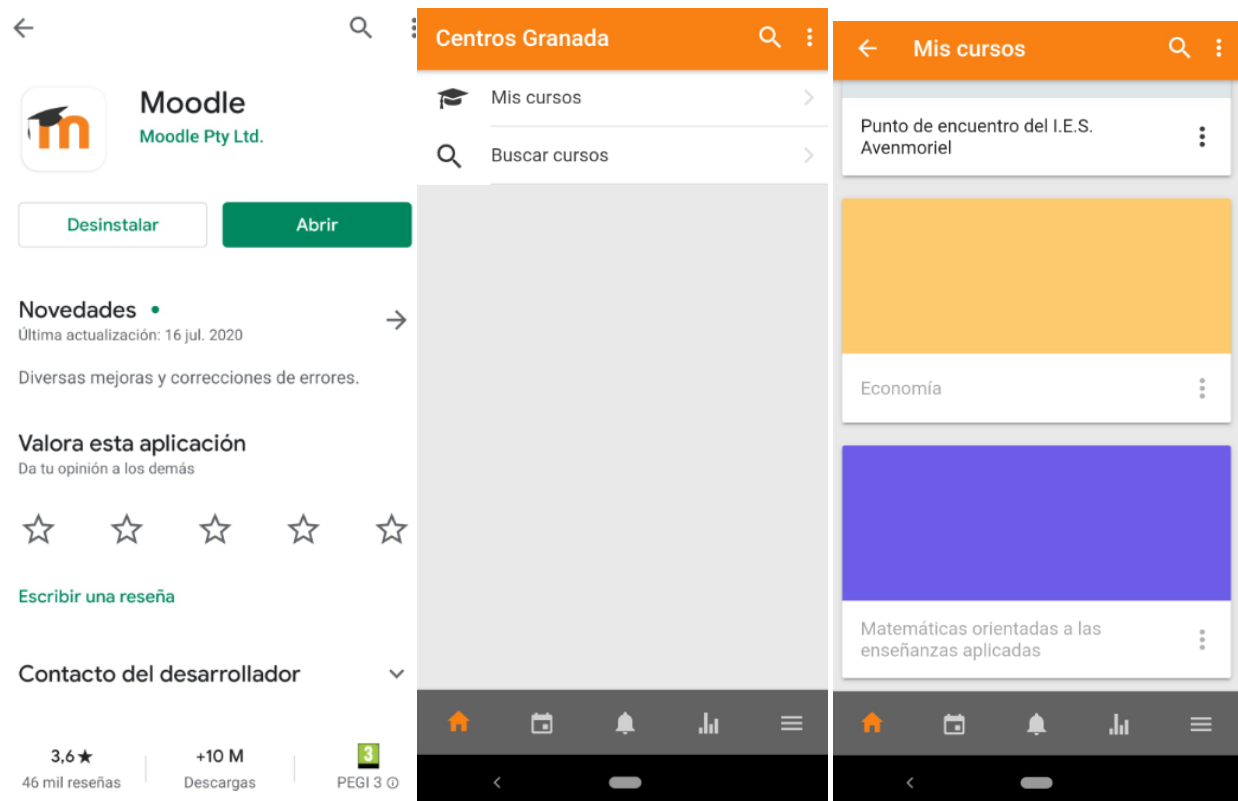 Moodle
Moodle Pty Ltd.
Desinstalar
Abrir
Novedades
Última actualización: 16 jul. 2020
Diversas mejoras y correcciones de errores.
Valora esta aplicación
Da tu opinión a los demás
Escribir una reseña
Contacto del desarrollador
3,6★
46 mil reseñas
+10 M
Descargas
3
PEGI 3
Centros Granada
Mis cursos
Buscar cursos
Mis cursos
Punto de encuentro del I.E.S.
Avenmoriel
Economía
Matemáticas orientadas a las
enseñanzas aplicadas